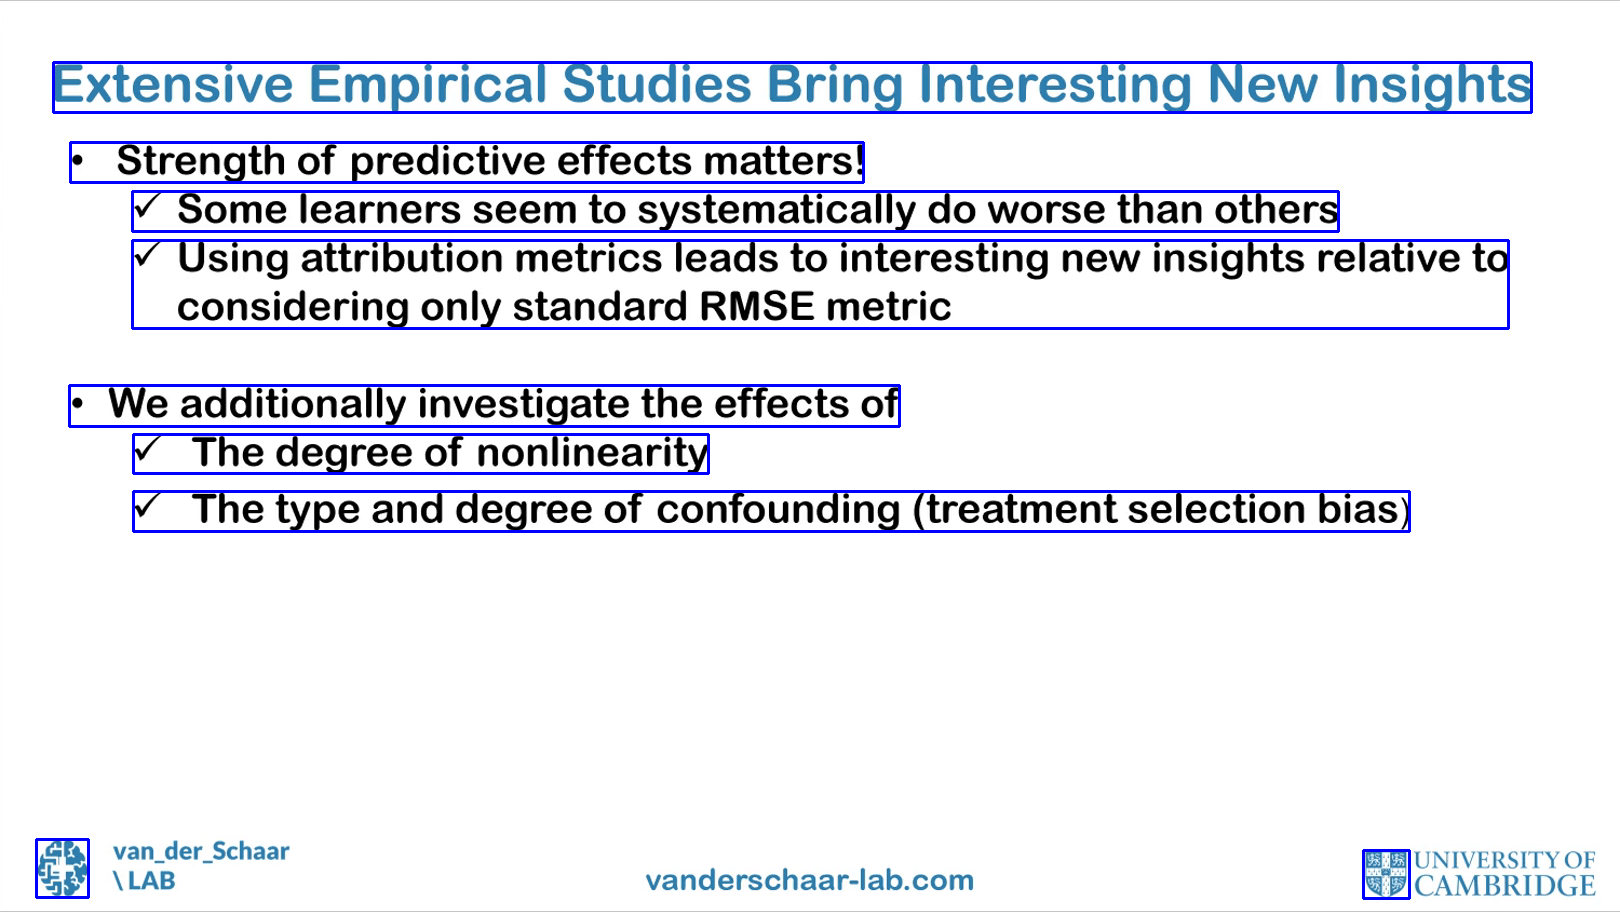 Extensive Empirical Studies Bring Interesting New Insights
• Strength of predictive effects matters!
✓ Some learners seem to systematically do worse than others
✓ Using attribution metrics leads to interesting new insights relative to
considering only standard RMSE metric
• We additionally investigate the effects of
✓ The degree of nonlinearity
✓ The type and degree of confounding (treatment selection bias)
van_der_Schaar
\ LAB
vanderschaar-lab.com
UNIVERSITY OF
CAMBRIDGE